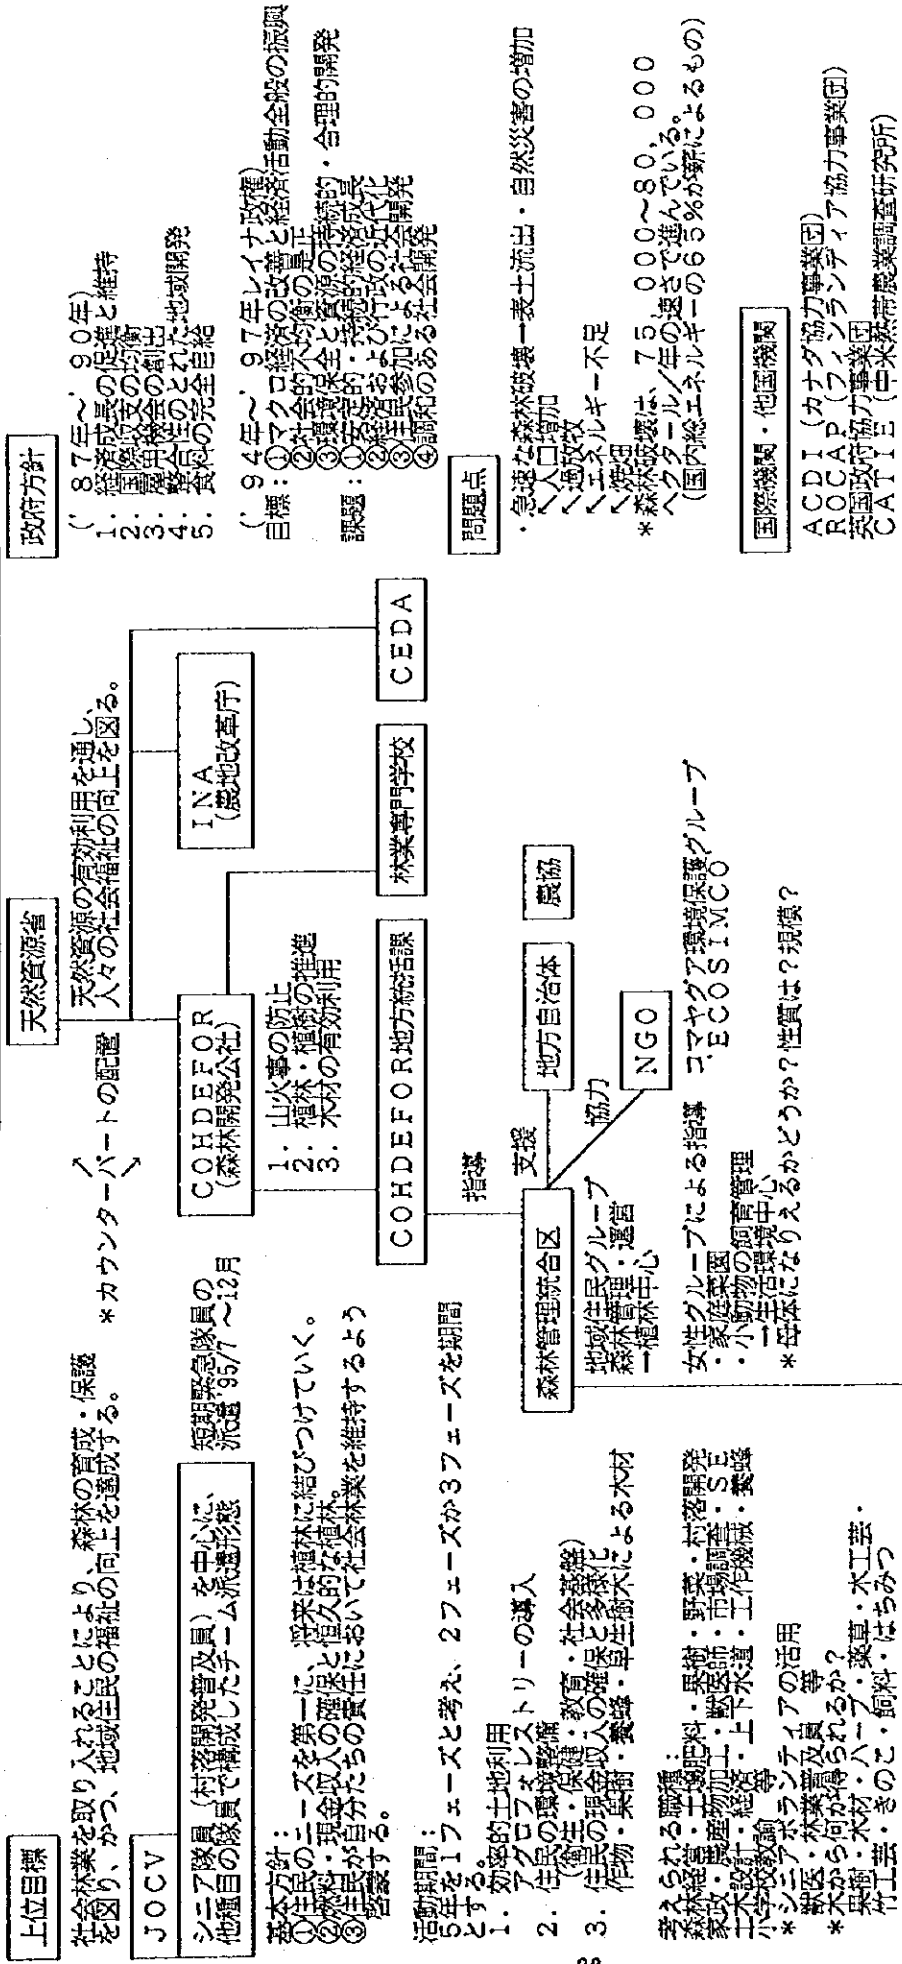 上位目標
社会林業を取り入れることにより、森林の育成・保護
を図り、かつ、地域住民の福祉の向上を達成する。
JOCV
シニア隊員(村落開発普及員)を中心に、
他種目の隊員で構成したチーム派遣形態
短期緊急隊員の
派遣 '95/7 〜12月
基本方針:
①住民のニーズを第一に、将来は植林に結びつけていく。
②燃料・現金収入の確保と恒久的な植林。
③住民が自分たちの責任において社会林業を維持するよう
啓蒙する。
活動期間:
5年を1フェーズと考え、2フェーズか3フェーズを期間
とする。
1. 効率的土地利用
アグロフォレストリーの導入
2. 住民の環境整備
(衛生・保健・教育・社会基盤)
3. 住民の現金収入の確保と多様化
作物・果樹・養蜂・早生樹木による木材
考えられる職種:
森林経営・土壌肥料・果樹・野菜・村落開発
家政・農産物加工・獣医師・市場調査・SE
土木設計・経済・上下水道・工作機械・養蜂
小学校教諭 等
*シニアボランティアの活用
獣医・林業普及員 等
*木から何が得られるか?
果樹・木材・ハーブ・薬草・木工芸・
竹工芸・きのこ・飼料・はちみつ
天然資源省
天然資源の有効利用を通し、
人々の社会福祉の向上を図る。
*カウンターパートの配置
COHDEFOR
(森林開発公社)
INA
(農地改革庁)
1. 山火事の防止
2. 植林・植樹の推進
3. 木材の有効利用
COHDEFOR地方統括課
林業専門学校
CEDA
指導
森林管理統合区
支援
地方自治体
農協
協力
NGO
地域住民グループ
森林管理・運営
→植林中心
女性グループによる指導
・家庭菜園
・小動物の飼育管理
→生活環境中心
*母体になりえるかどうか?性質は?規模?
コマヤグア環境保護グループ
'ECOSIMCO
政府方針
('87年〜'90年)
1. 経済成長の促進と維持
2. 国際収支の均衡
3. 雇用機会の創出
4. 整合性のとれた地域開発
5. 食料の完全自給
('94年〜'97年レイナ政権)
目標:①マクロ経済の改善と経済活動全般の振興
②社会的不均衡の是正
③環境保全と資源の持続的・合理的開発
課題:①安定的・持続的経済成長
②経済および行政の近代化
③住民参加による社会開発
④調和のある社会開発
問題点
・急速な森林破壊→表土流出・自然災害の増加
↖人口増加
↖過放牧
↖エネルギー不足
↖焼畑
*森林破壊は、75,000〜80,000
ヘクタール/年の速さで進んでいる。
(国内総エネルギーの65%が薪によるもの)
国際機関・他国機関
ACDI(カナダ協力事業団)
ROCAP(フィンランディア協力事業団)
英国政府協力事業団
CATIE(中米熱帯農業調査研究所)